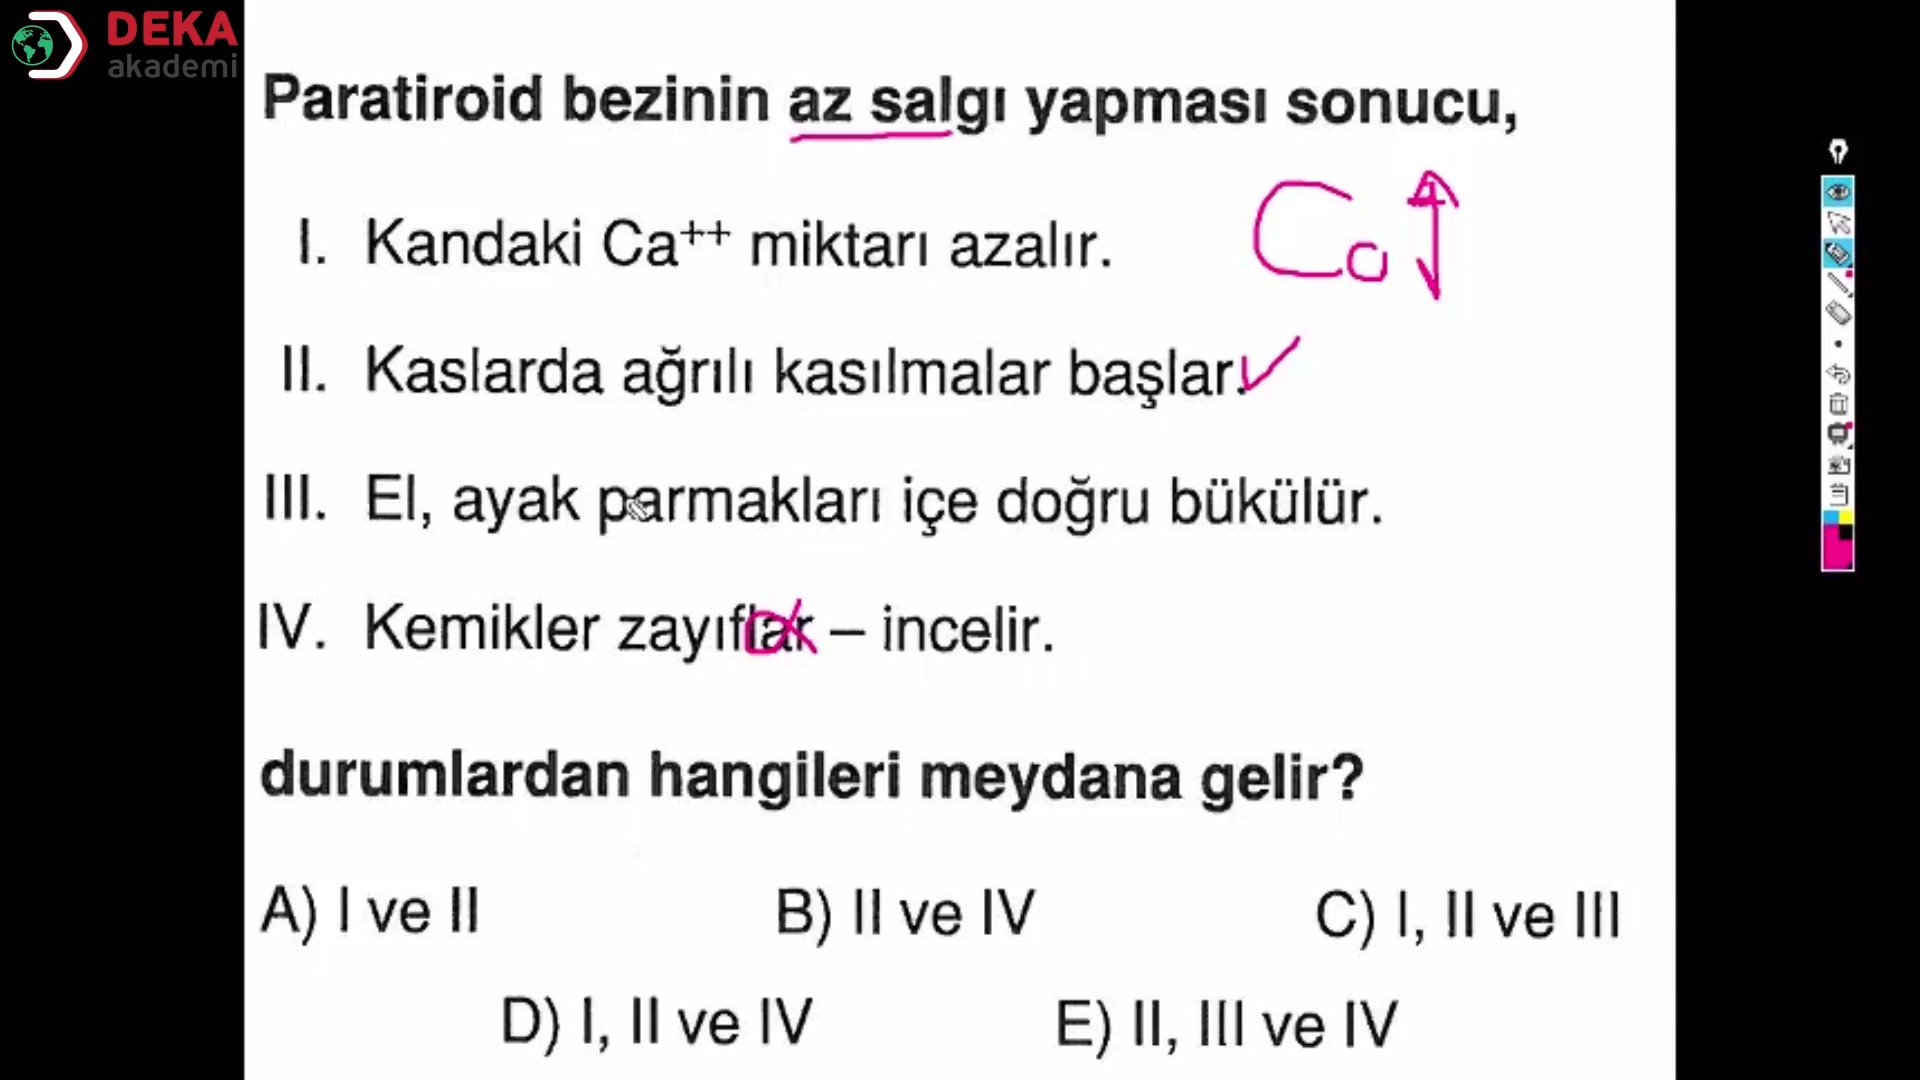 DEKA
akademi
Paratiroid bezinin az salgı yapması sonucu,
I. Kandaki Ca++ miktarı azalır.
Ca
II. Kaslarda ağrılı kasılmalar başlar.
III. El, ayak parmakları içe doğru bükülür.
IV. Kemikler zayıflar – incelir.
durumlardan hangileri meydana gelir?
A) I ve II B) II ve IV C) I, II ve III
D) I, II ve IV E) II, III ve IV